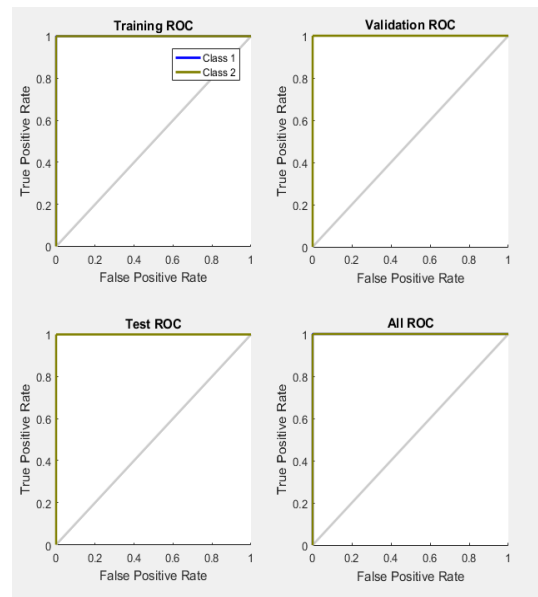 Training ROC
Class 1
Class 2
True Positive Rate
1
0.8
0.6
0.4
0.2
0
0 0.2 0.4 0.6 0.8 1
False Positive Rate
Validation ROC
True Positive Rate
1
0.8
0.6
0.4
0.2
0
0 0.2 0.4 0.6 0.8 1
False Positive Rate
Test ROC
True Positive Rate
1
0.8
0.6
0.4
0.2
0
0 0.2 0.4 0.6 0.8 1
False Positive Rate
All ROC
True Positive Rate
1
0.8
0.6
0.4
0.2
0
0 0.2 0.4 0.6 0.8 1
False Positive Rate